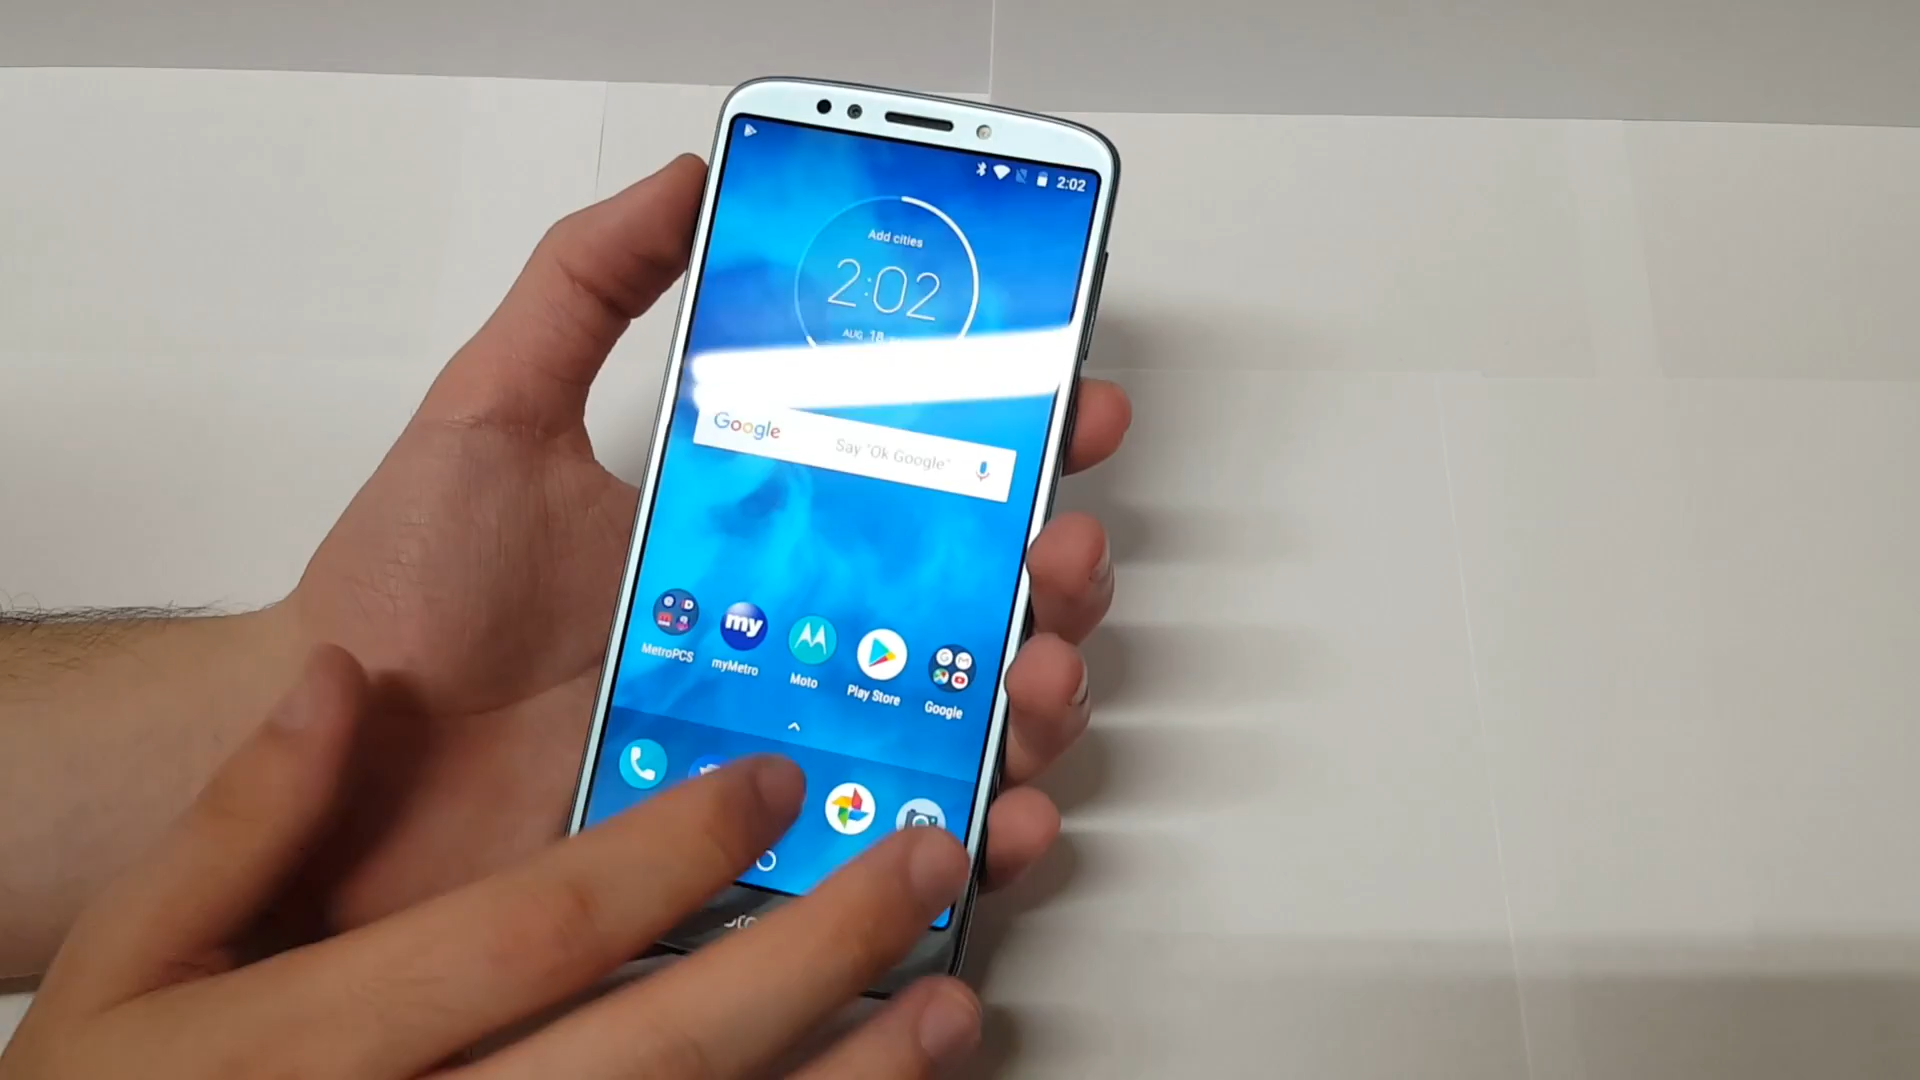 2:02
Add cities
2:02
AUG 18
Google
Say "Ok Google"
my
MetroPCS
myMetro
Moto
Play Store
Google